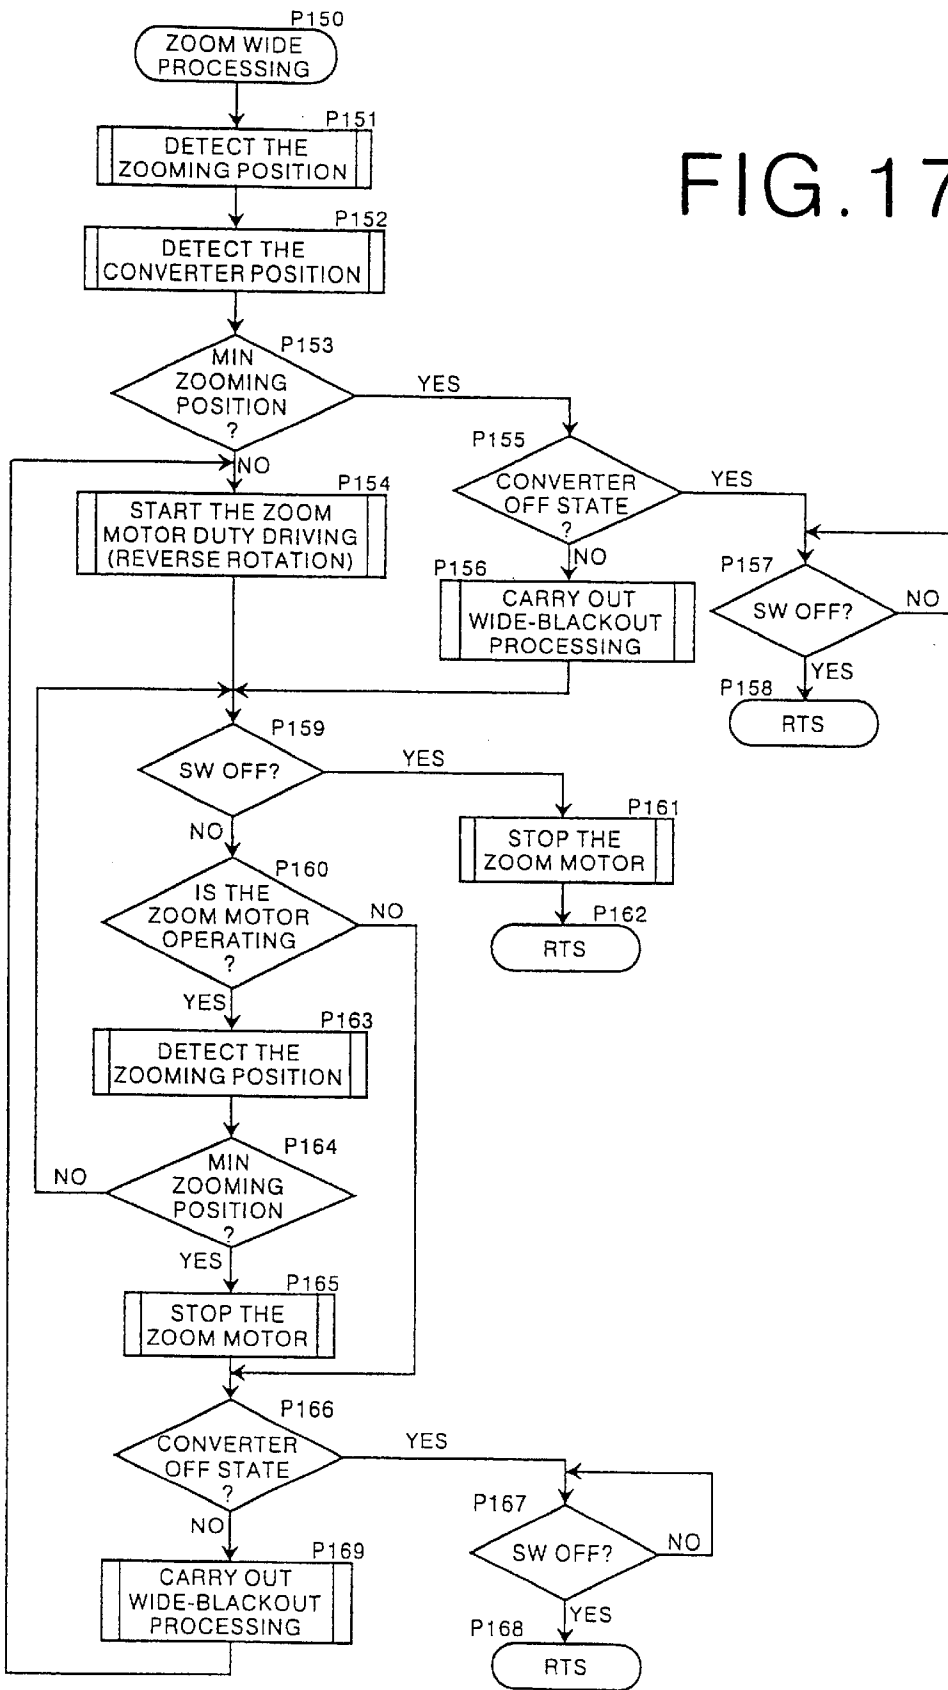 P150
ZOOM WIDE
PROCESSING
P151
DETECT THE
ZOOMING POSITION
FIG.17
P152
DETECT THE
CONVERTER POSITION
P153
MIN
ZOOMING
POSITION
?
YES
NO
P155
CONVERTER
OFF STATE
?
YES
NO
P154
START THE ZOOM
MOTOR DUTY DRIVING
(REVERSE ROTATION)
P156
CARRY OUT
WIDE-BLACKOUT
PROCESSING
P157
SW OFF?
NO
YES
P158
RTS
P159
SW OFF?
YES
NO
P161
STOP THE
ZOOM MOTOR
P160
IS THE
ZOOM MOTOR
OPERATING
?
NO
YES
P162
RTS
P163
DETECT THE
ZOOMING POSITION
P164
MIN
ZOOMING
POSITION
?
NO
YES
P165
STOP THE
ZOOM MOTOR
P166
CONVERTER
OFF STATE
?
YES
NO
P167
SW OFF?
NO
YES
P169
CARRY OUT
WIDE-BLACKOUT
PROCESSING
P168
RTS